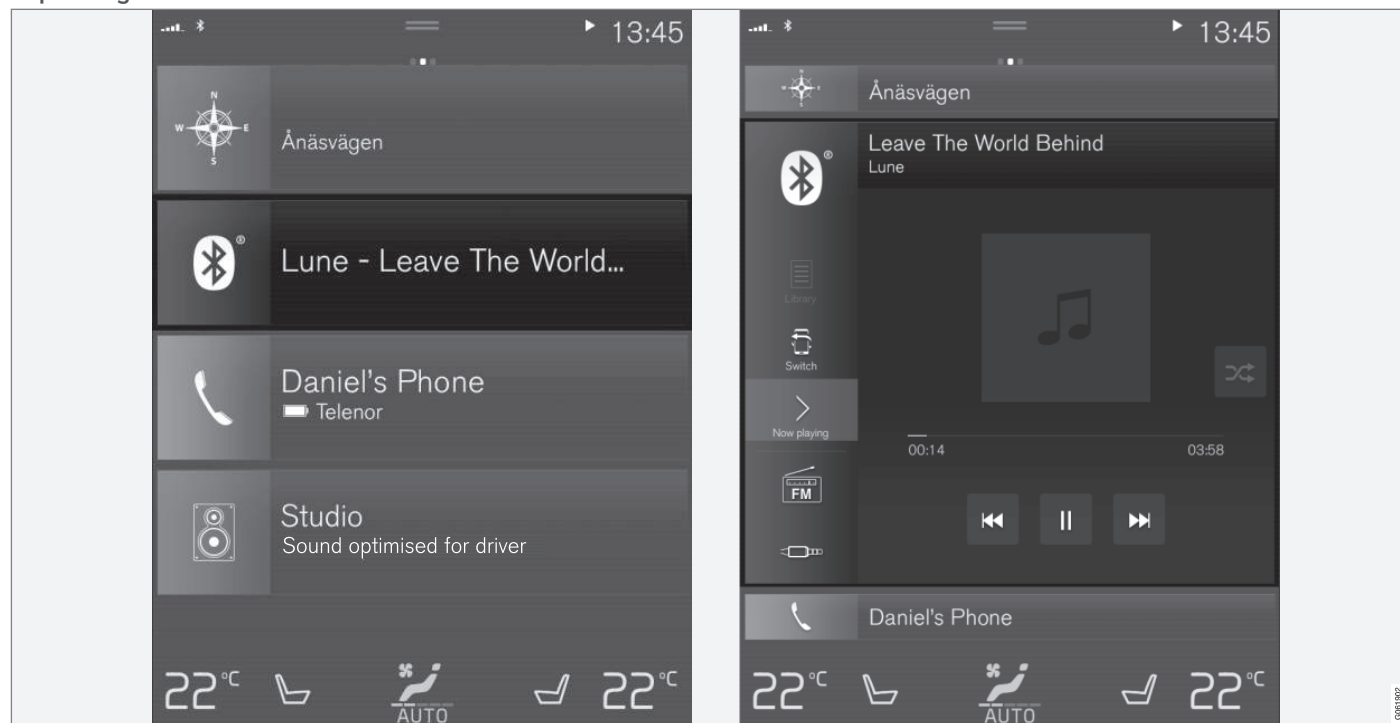 13:45
N
W E
S
Ånäsvägen
®
Lune - Leave The World...
Daniel's Phone
Telenor
Studio
Sound optimised for driver
22°C
AUTO
22°C
13:45
N
W E
S
Ånäsvägen
®
Leave The World Behind
Lune
Library
Switch
Now playing
00:14
03:58
FM
Daniel's Phone
22°C
AUTO
22°C